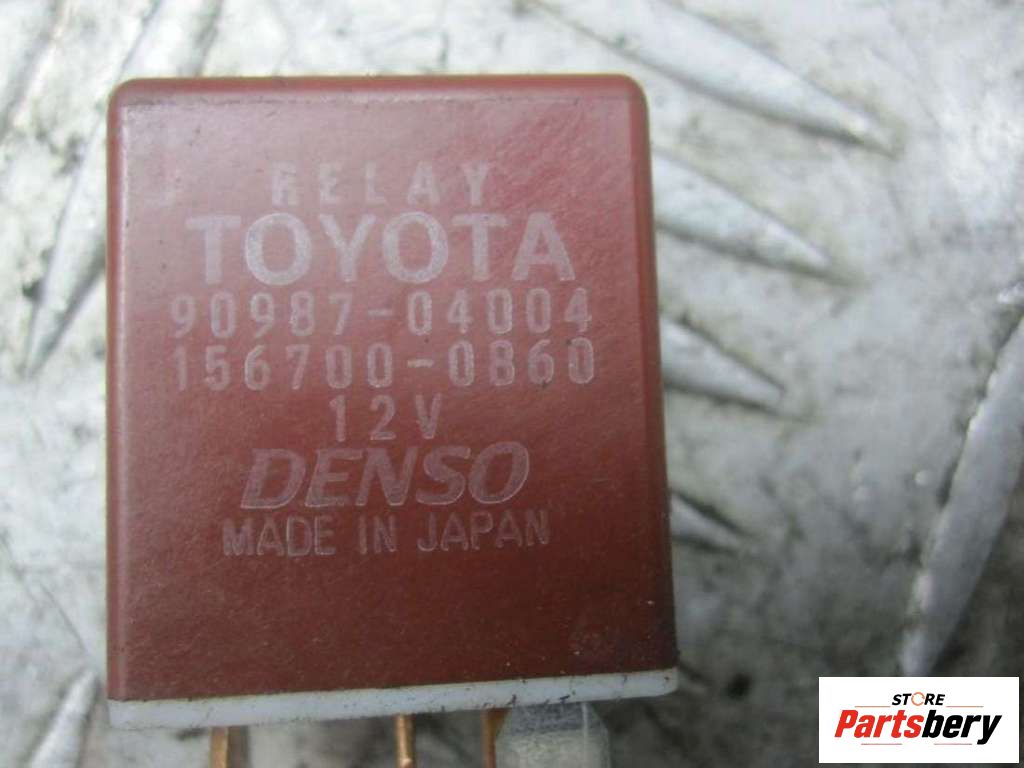 RELAY
TOYOTA
90987-04004
156700-0860
12V
DENSO
MADE IN JAPAN
STORE
Partsbery